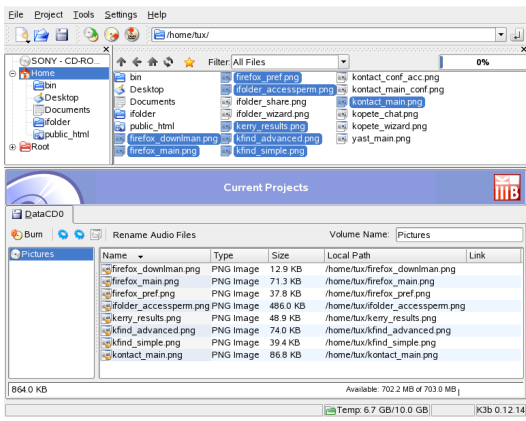 File Project Tools Settings Help
/home/tux/
SONY - CD-RO...
Home
bin
Desktop
Documents
ifolder
public_html
Root
Filter: All Files
0%
bin
Desktop
Documents
ifolder
public_html
firefox_downlman.png
firefox_main.png
firefox_pref.png
ifolder_accessperm.png
ifolder_share.png
ifolder_wizard.png
kerry_results.png
kfind_advanced.png
kfind_simple.png
kontact_conf_acc.png
kontact_main_conf.png
kontact_main.png
kopete_chat.png
kopete_wizard.png
yast_main.png
Current Projects
DataCD0
Burn Rename Audio Files Volume Name: Pictures
Pictures
Name Type Size Local Path Link
firefox_downlman.png PNG Image 12.9 KB /home/tux/firefox_downlman.png
firefox_main.png PNG Image 71.3 KB /home/tux/firefox_main.png
firefox_pref.png PNG Image 37.8 KB /home/tux/firefox_pref.png
ifolder_accessperm.png PNG Image 486.0 KB /home/tux/ifolder_accessperm.png
kerry_results.png PNG Image 48.9 KB /home/tux/kerry_results.png
kfind_advanced.png PNG Image 74.0 KB /home/tux/kfind_advanced.png
kfind_simple.png PNG Image 39.4 KB /home/tux/kfind_simple.png
kontact_main.png PNG Image 86.8 KB /home/tux/kontact_main.png
864.0 KB Available: 702.2 MB of 703.0 MB
Temp: 6.7 GB/10.0 GB K3b 0.12.14